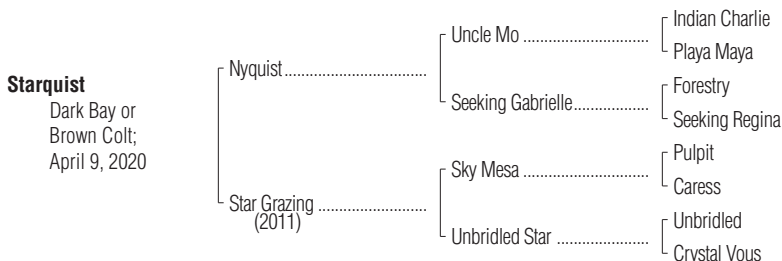 Starquist
Dark Bay or
Brown Colt;
April 9, 2020
Nyquist
Star Grazing
(2011)
Uncle Mo
Seeking Gabrielle
Sky Mesa
Unbridled Star
Indian Charlie
Playa Maya
Forestry
Seeking Regina
Pulpit
Caress
Unbridled
Crystal Vous